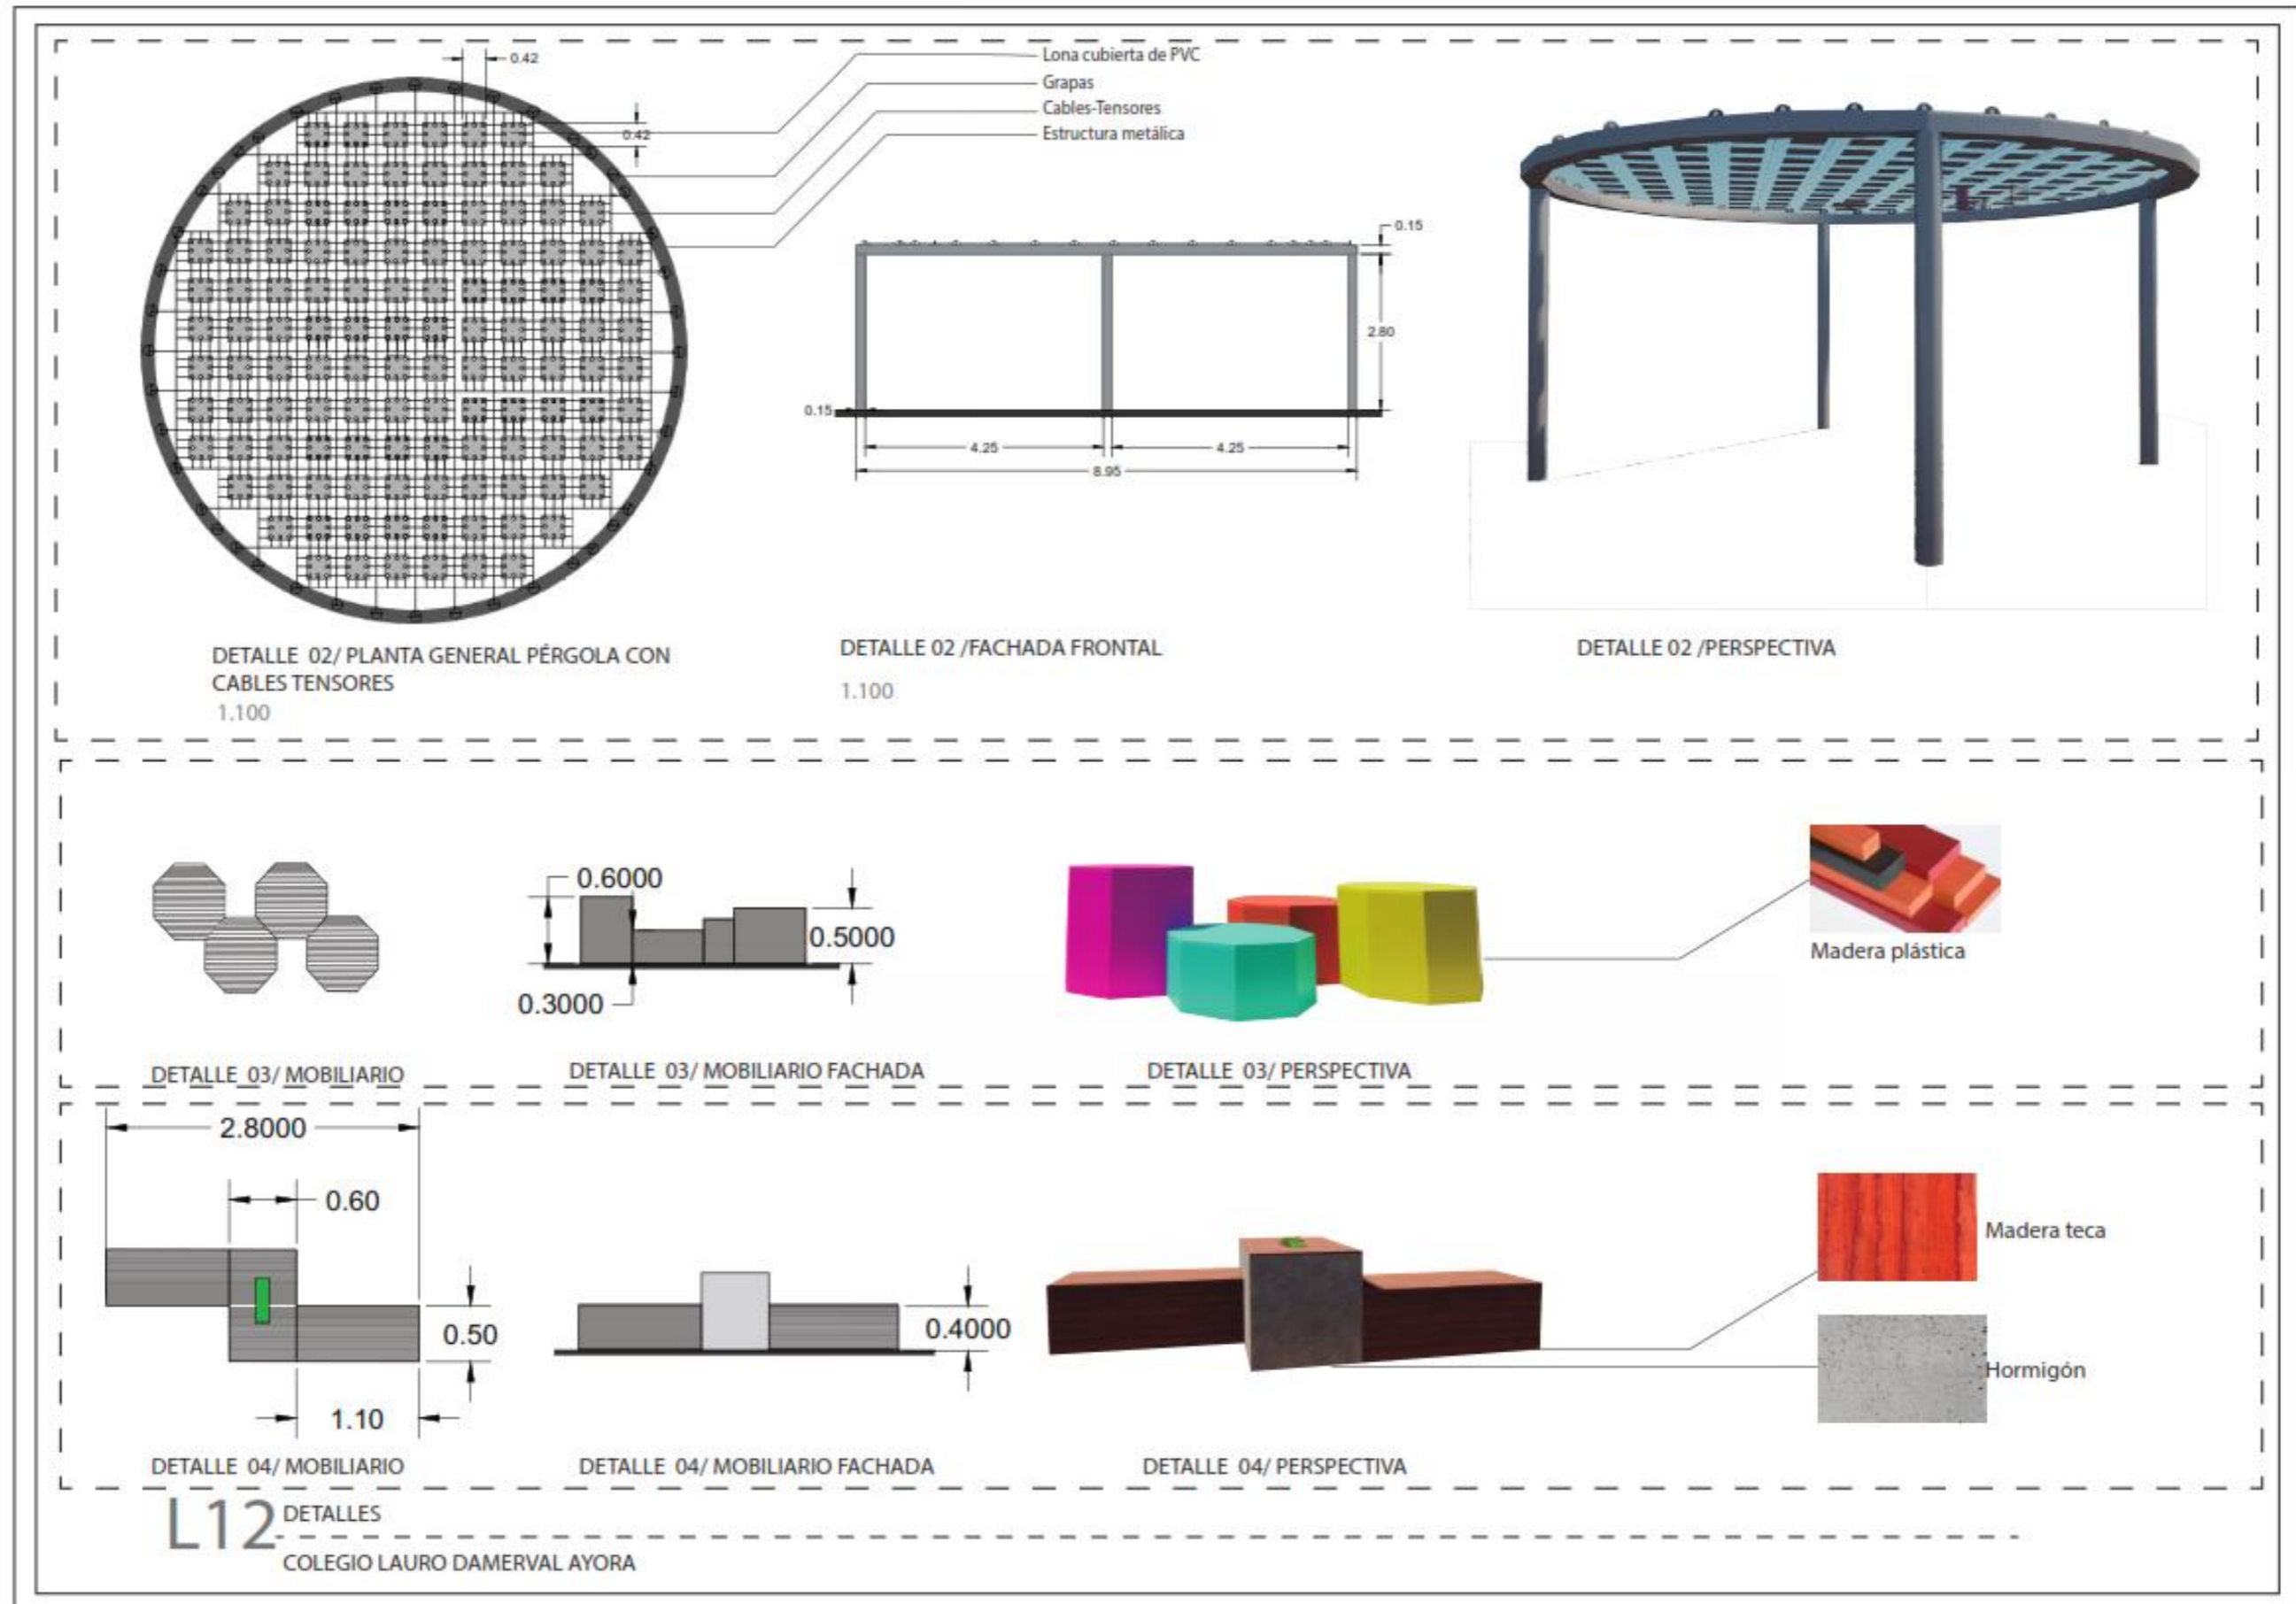 0.42
0.42
Lona cubierta de PVC
Grapas
Cables-Tensores
Estructura metálica
0.15
2.80
0.15
4.25
4.25
8.95
DETALLE 02/ PLANTA GENERAL PÉRGOLA CON
CABLES TENSORES
1.100
DETALLE 02 /FACHADA FRONTAL
1.100
DETALLE 02 /PERSPECTIVA
0.6000
0.5000
0.3000
Madera plástica
DETALLE 03/ MOBILIARIO
DETALLE 03/ MOBILIARIO FACHADA
DETALLE 03/ PERSPECTIVA
2.8000
0.60
0.50
1.10
0.4000
Madera teca
Hormigón
DETALLE 04/ MOBILIARIO
DETALLE 04/ MOBILIARIO FACHADA
DETALLE 04/ PERSPECTIVA
L12
DETALLES
COLEGIO LAURO DAMERVAL AYORA